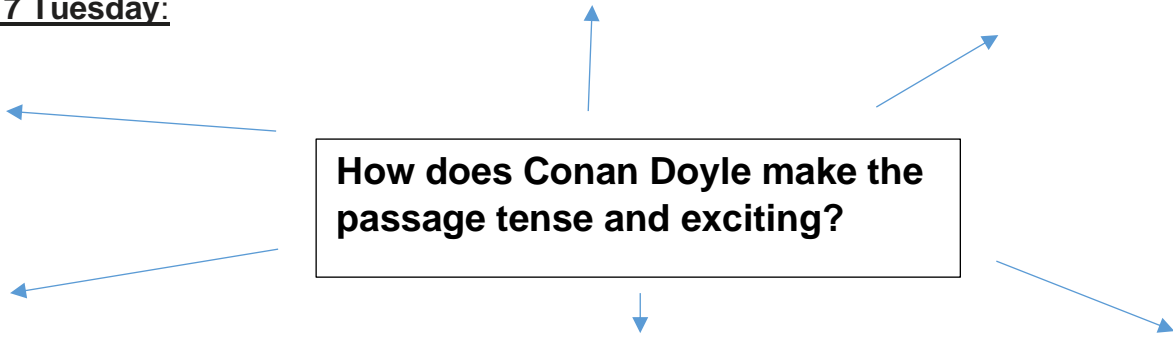 7 Tuesday:
How does Conan Doyle make the
passage tense and exciting?